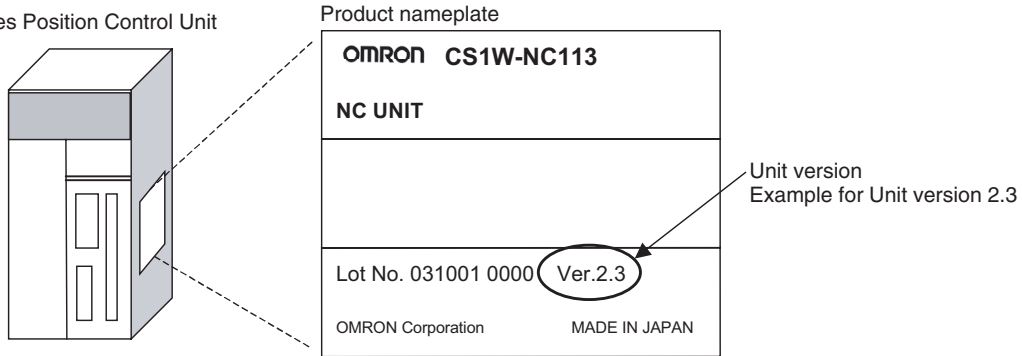 Position Control Unit
Product nameplate
OMRON CS1W-NC113
NC UNIT
Unit version
Example for Unit version 2.3
Lot No. 031001 0000 Ver.2.3
OMRON Corporation MADE IN JAPAN